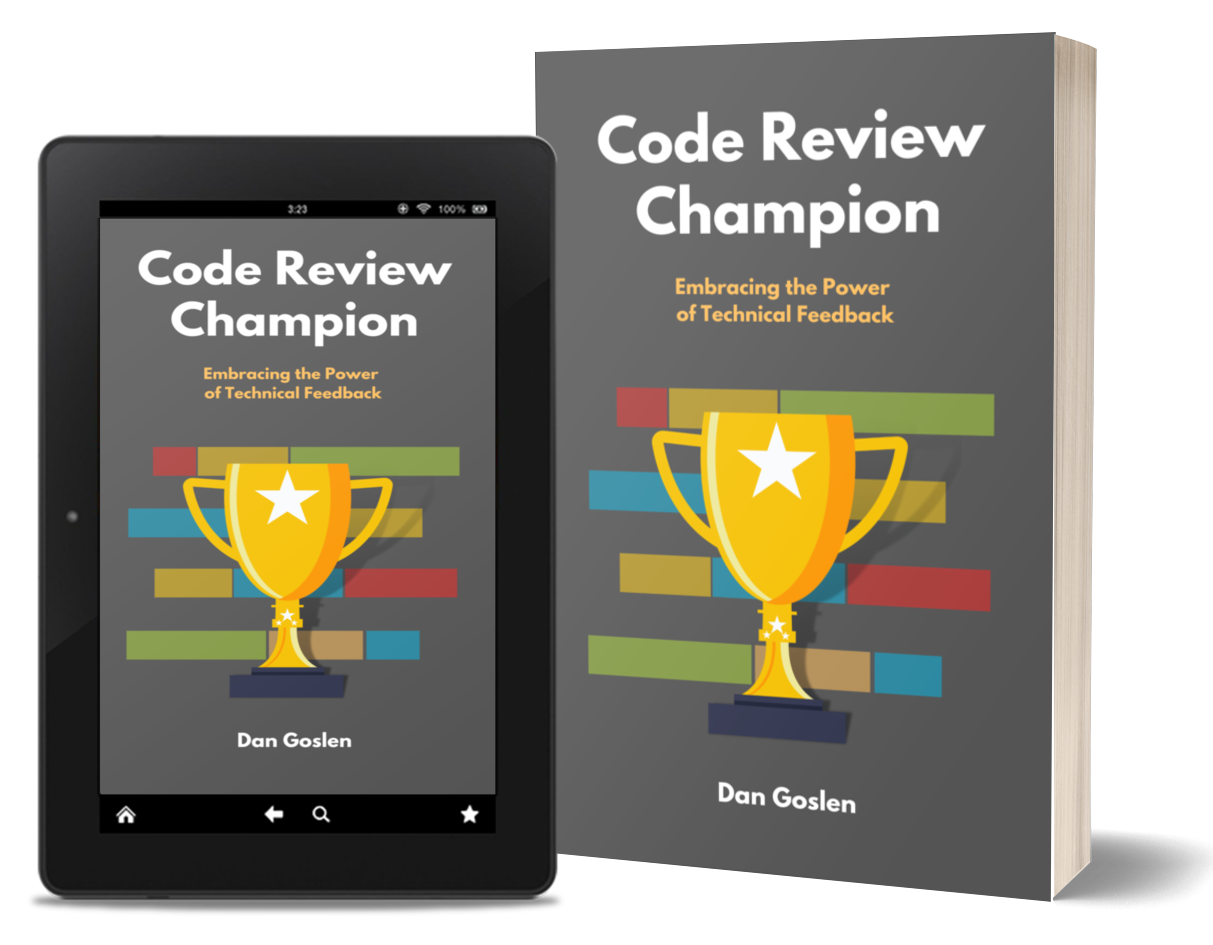 3:23
100%
Code Review
Champion
Embracing the Power
of Technical Feedback
Dan Goslen
Code Review
Champion
Embracing the Power
of Technical Feedback
Dan Goslen